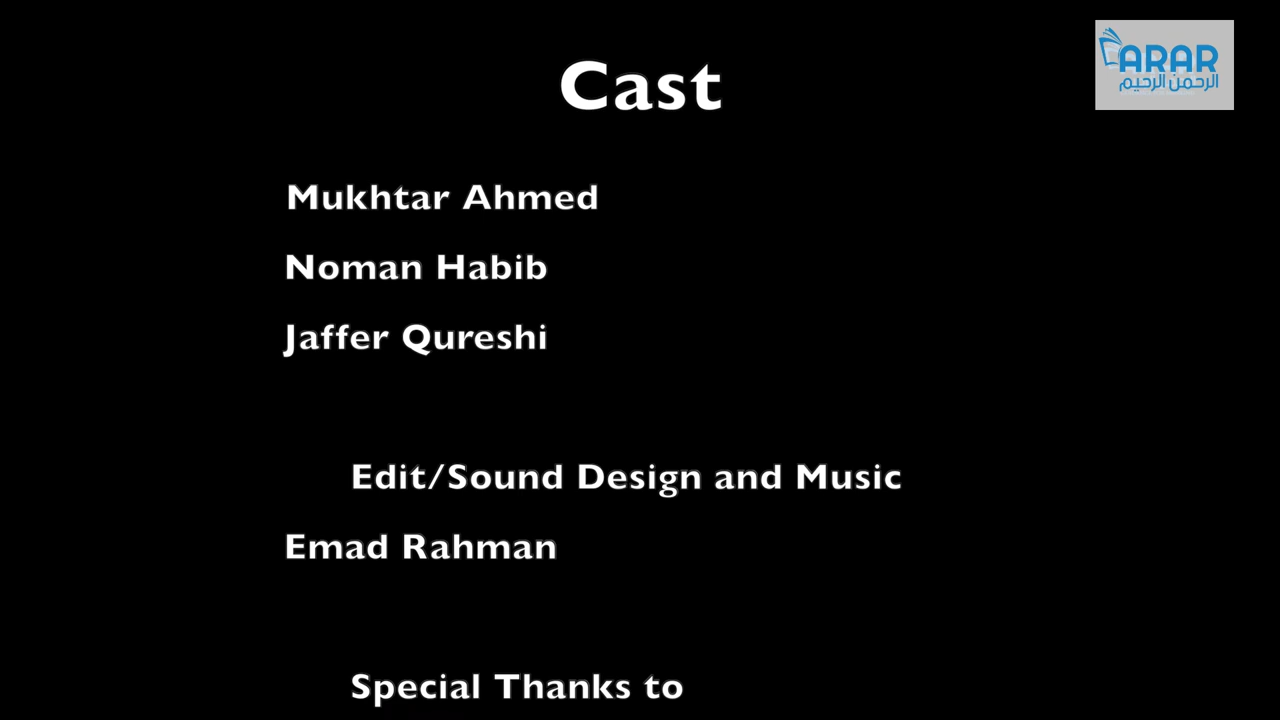 Cast
ARAR
الرحمن الرحيم
Mukhtar Ahmed
Noman Habib
Jaffer Qureshi
Edit/Sound Design and Music
Emad Rahman
Special Thanks to